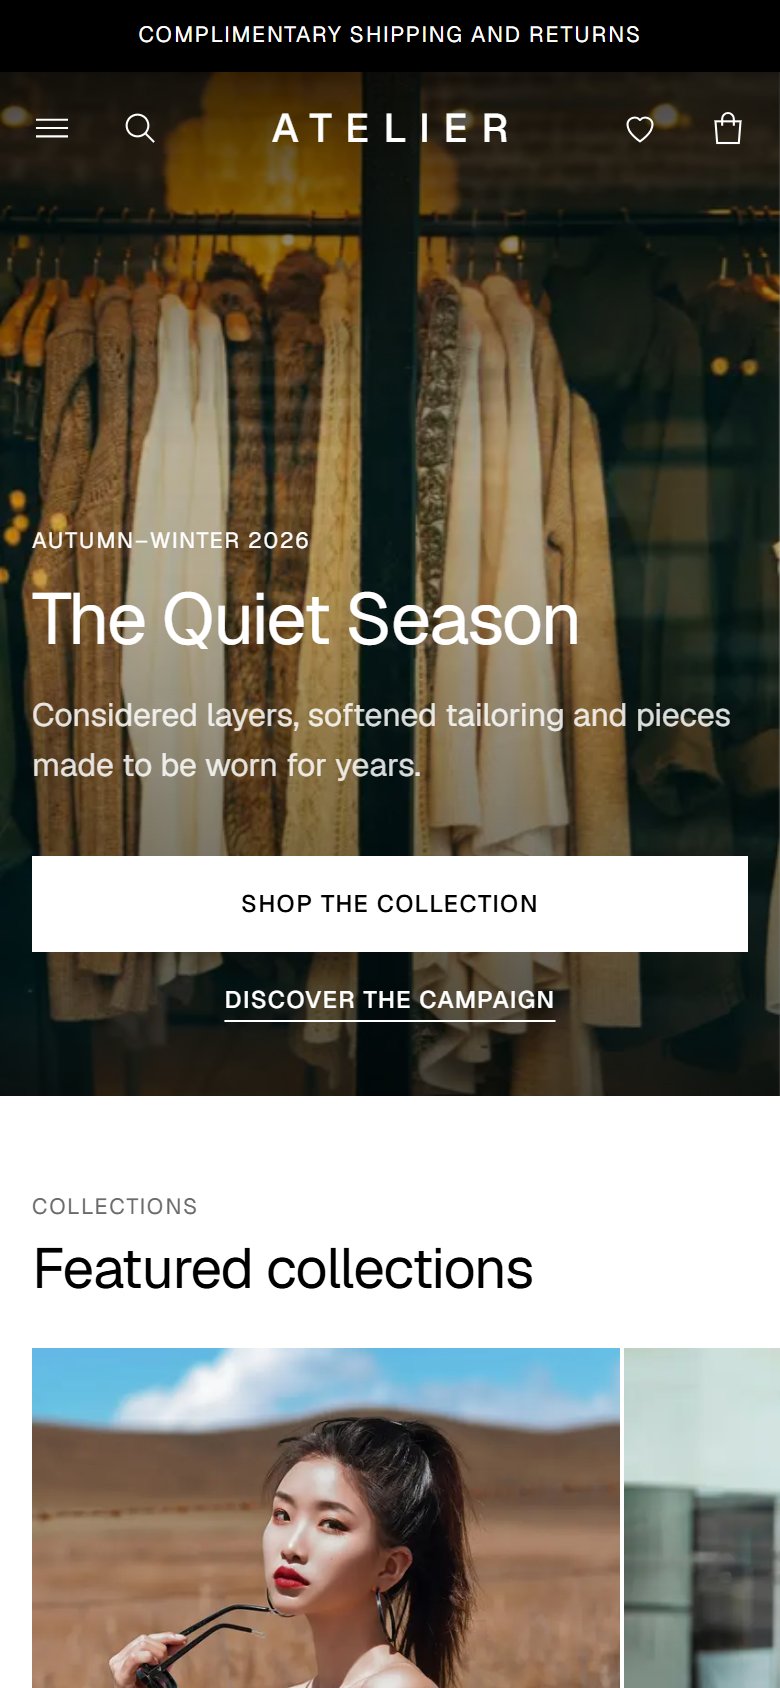 COMPLIMENTARY SHIPPING AND RETURNS
ATELIER
AUTUMN–WINTER 2026
The Quiet Season
Considered layers, softened tailoring and pieces
made to be worn for years.
SHOP THE COLLECTION
DISCOVER THE CAMPAIGN
COLLECTIONS
Featured collections